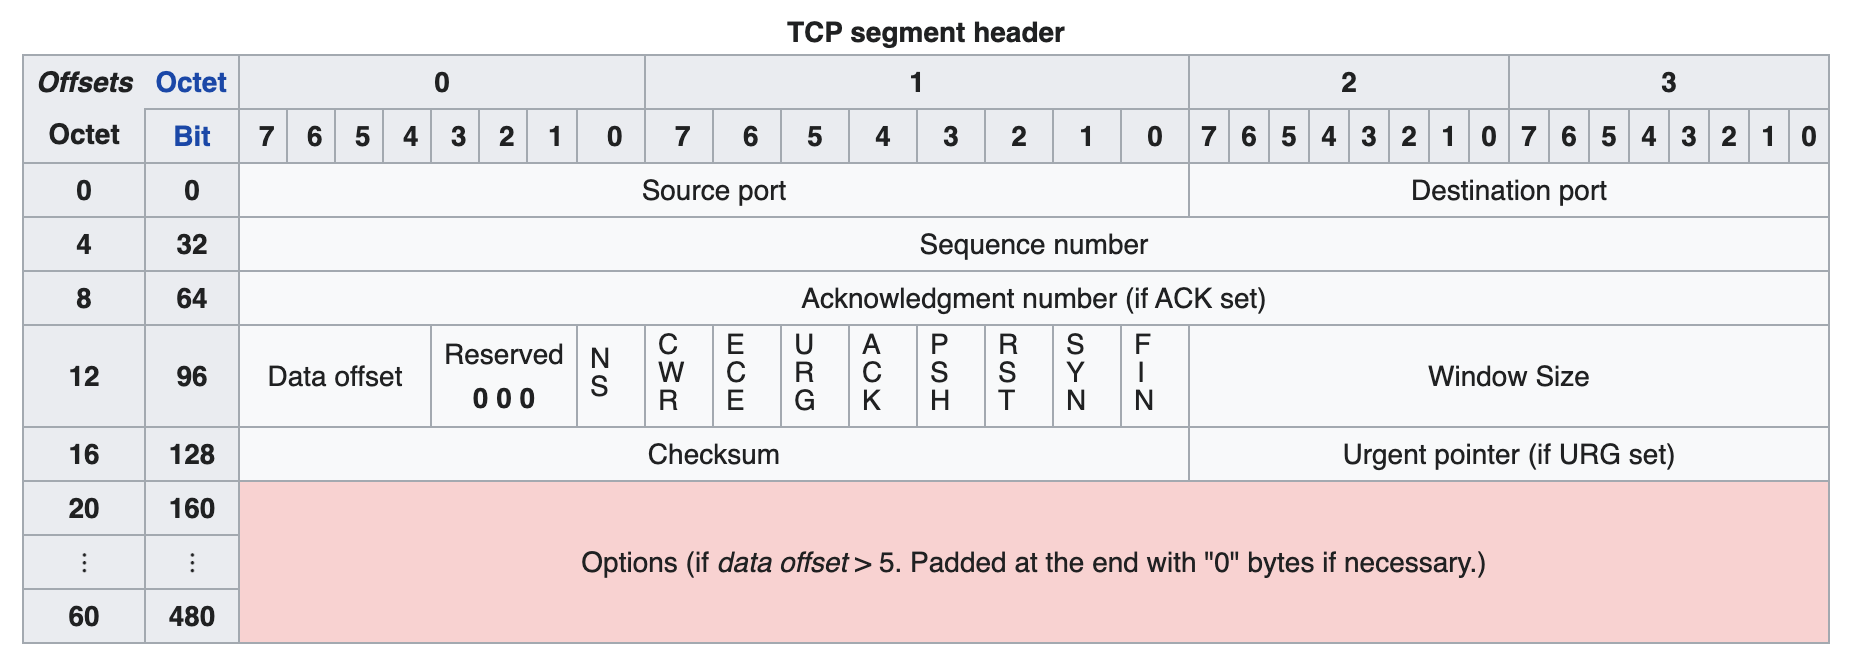 TCP segment header
Offsets Octet 0 1 2 3
Octet Bit 7 6 5 4 3 2 1 0 7 6 5 4 3 2 1 0 7 6 5 4 3 2 1 0 7 6 5 4 3 2 1 0
0 0 Source port Destination port
4 32 Sequence number
8 64 Acknowledgment number (if ACK set)
12 96 Data offset Reserved 0 0 0 NS CWR ECE URG ACK PSH RST SYN FIN Window Size
16 128 Checksum Urgent pointer (if URG set)
20 160
⋮ ⋮ Options (if data offset > 5. Padded at the end with "0" bytes if necessary.)
60 480